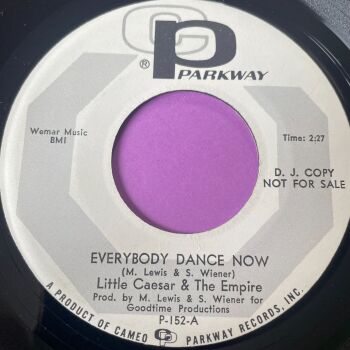 C
P
® PARKWAY
Wemar Music
BMI
Time: 2:27
D. J. COPY
NOT FOR SALE
EVERYBODY DANCE NOW
(M. Lewis & S. Wiener)
Little Caesar & The Empire
Prod. by M. Lewis & S. Wiener for
Goodtime Productions
P-152-A
A PRODUCT OF CAMEO CP PARKWAY RECORDS, INC.